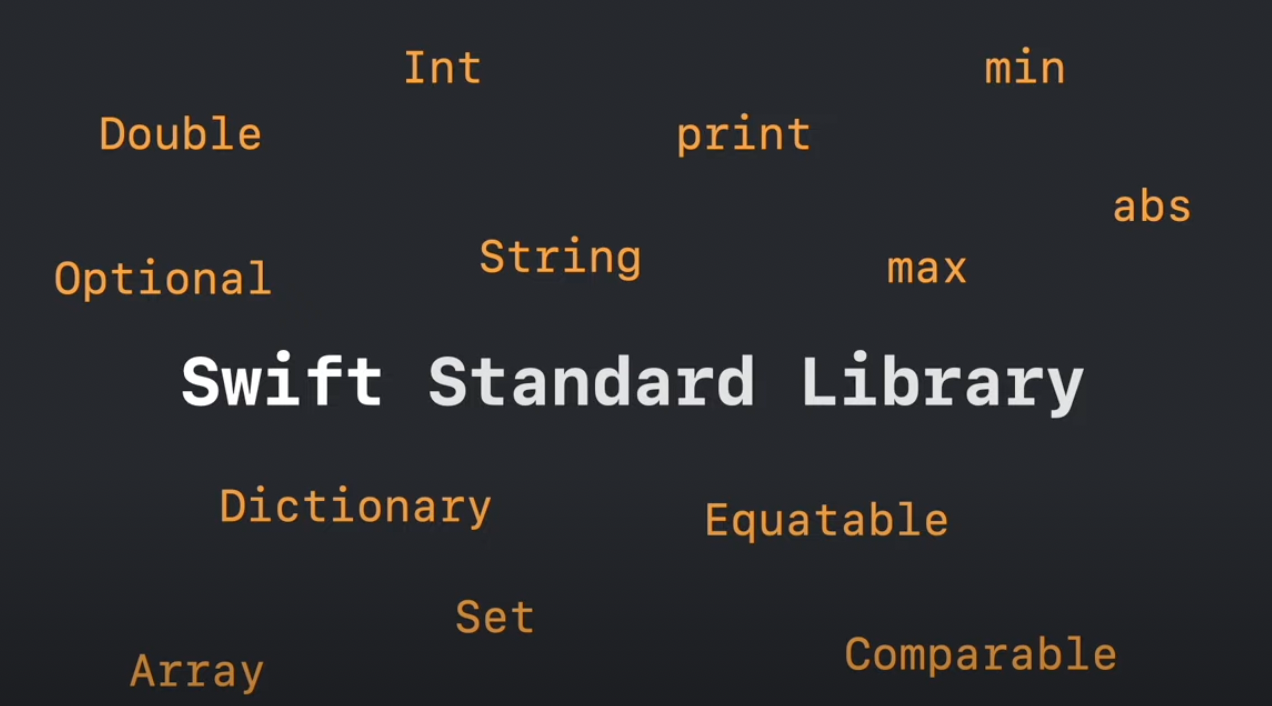 Int
min
Double
print
abs
String
max
Optional
Swift Standard Library
Dictionary
Equatable
Set
Comparable
Array